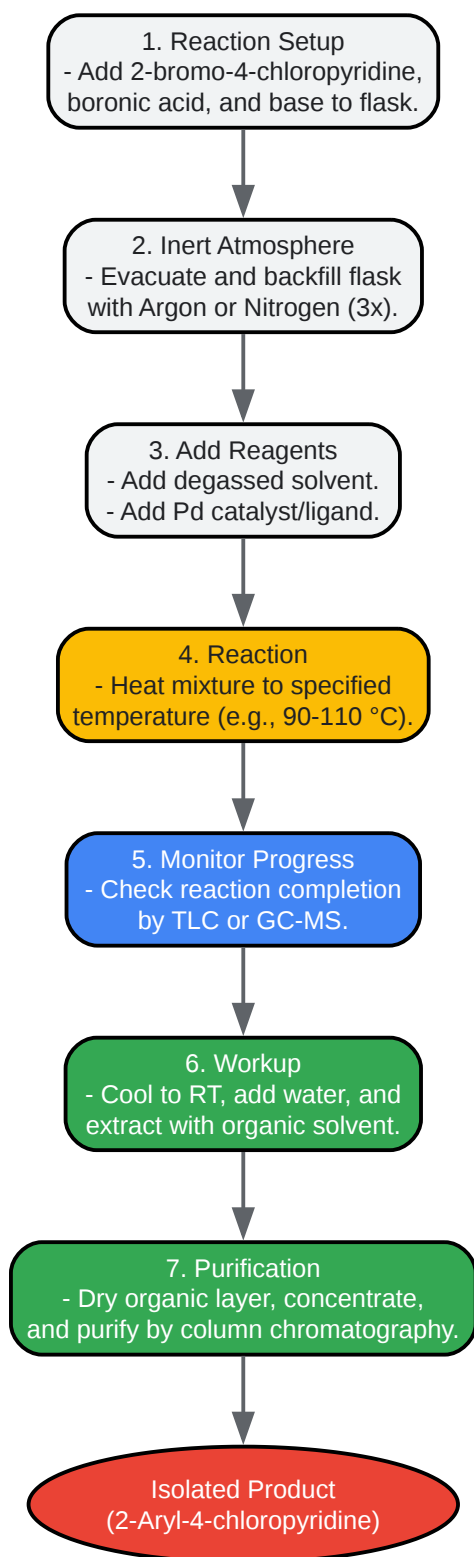 1. Reaction Setup
- Add 2-bromo-4-chloropyridine,
boronic acid, and base to flask.
2. Inert Atmosphere
- Evacuate and backfill flask
with Argon or Nitrogen (3x).
3. Add Reagents
- Add degassed solvent.
- Add Pd catalyst/ligand.
4. Reaction
- Heat mixture to specified
temperature (e.g., 90-110 °C).
5. Monitor Progress
- Check reaction completion
by TLC or GC-MS.
6. Workup
- Cool to RT, add water, and
extract with organic solvent.
7. Purification
- Dry organic layer, concentrate,
and purify by column chromatography.
Isolated Product
(2-Aryl-4-chloropyridine)